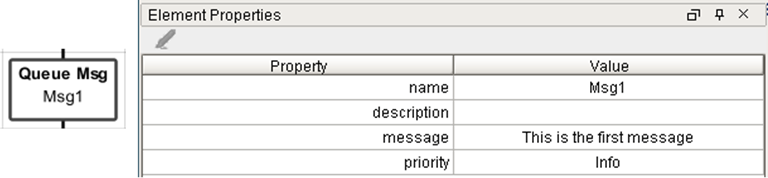 Queue Msg
Msg1
Element Properties
Property Value
name Msg1
description
message This is the first message
priority Info